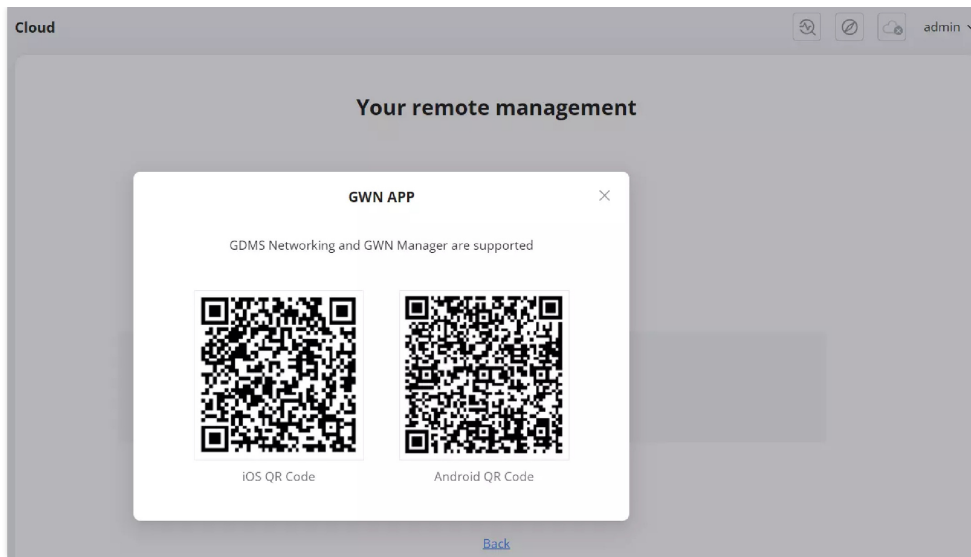 Cloud
admin
Your remote management
GWN APP
GDMS Networking and GWN Manager are supported
iOS QR Code
Android QR Code
Back